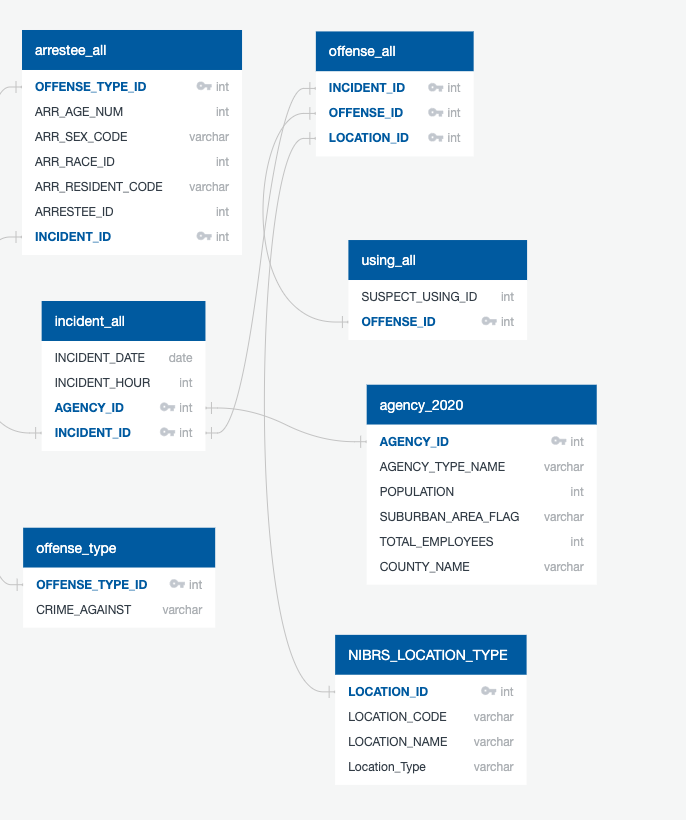 arrestee_all
OFFENSE_TYPE_ID int
ARR_AGE_NUM int
ARR_SEX_CODE varchar
ARR_RACE_ID int
ARR_RESIDENT_CODE varchar
ARRESTEE_ID int
INCIDENT_ID int
offense_all
INCIDENT_ID int
OFFENSE_ID int
LOCATION_ID int
using_all
SUSPECT_USING_ID int
OFFENSE_ID int
incident_all
INCIDENT_DATE date
INCIDENT_HOUR int
AGENCY_ID int
INCIDENT_ID int
agency_2020
AGENCY_ID int
AGENCY_TYPE_NAME varchar
POPULATION int
SUBURBAN_AREA_FLAG varchar
TOTAL_EMPLOYEES int
COUNTY_NAME varchar
offense_type
OFFENSE_TYPE_ID int
CRIME_AGAINST varchar
NIBRS_LOCATION_TYPE
LOCATION_ID int
LOCATION_CODE varchar
LOCATION_NAME varchar
Location_Type varchar